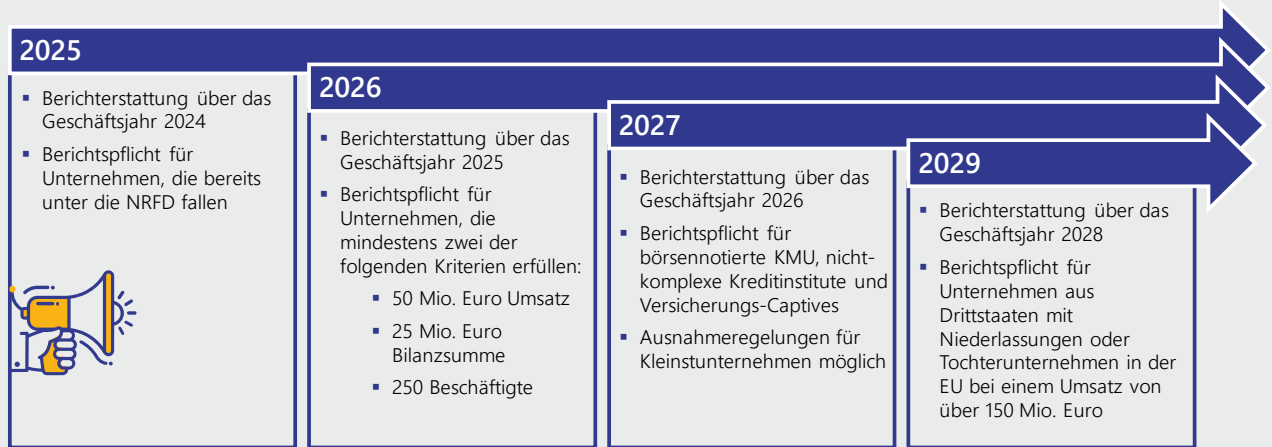 2025
▪ Berichterstattung über das
Geschäftsjahr 2024
▪ Berichtspflicht für
Unternehmen, die bereits
unter die NRFD fallen
2026
▪ Berichterstattung über das
Geschäftsjahr 2025
▪ Berichtspflicht für
Unternehmen, die
mindestens zwei der
folgenden Kriterien erfüllen:
▪ 50 Mio. Euro Umsatz
▪ 25 Mio. Euro
Bilanzsumme
▪ 250 Beschäftigte
2027
▪ Berichterstattung über das
Geschäftsjahr 2026
▪ Berichtspflicht für
börsennotierte KMU, nicht-
komplexe Kreditinstitute und
Versicherungs-Captives
▪ Ausnahmeregelungen für
Kleinstunternehmen möglich
2029
▪ Berichterstattung über das
Geschäftsjahr 2028
▪ Berichtspflicht für
Unternehmen aus
Drittstaaten mit
Niederlassungen oder
Tochterunternehmen in der
EU bei einem Umsatz von
über 150 Mio. Euro